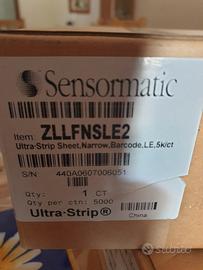 Sensormatic
Item: ZLLFNSLE2
Ultra-Strip Sheet,Narrow,Barcode,LE,5k/ct
S/N: 440A0607006051
Qty: 1 CT
Qty per ctn: 5000
Ultra-Strip® China
subito